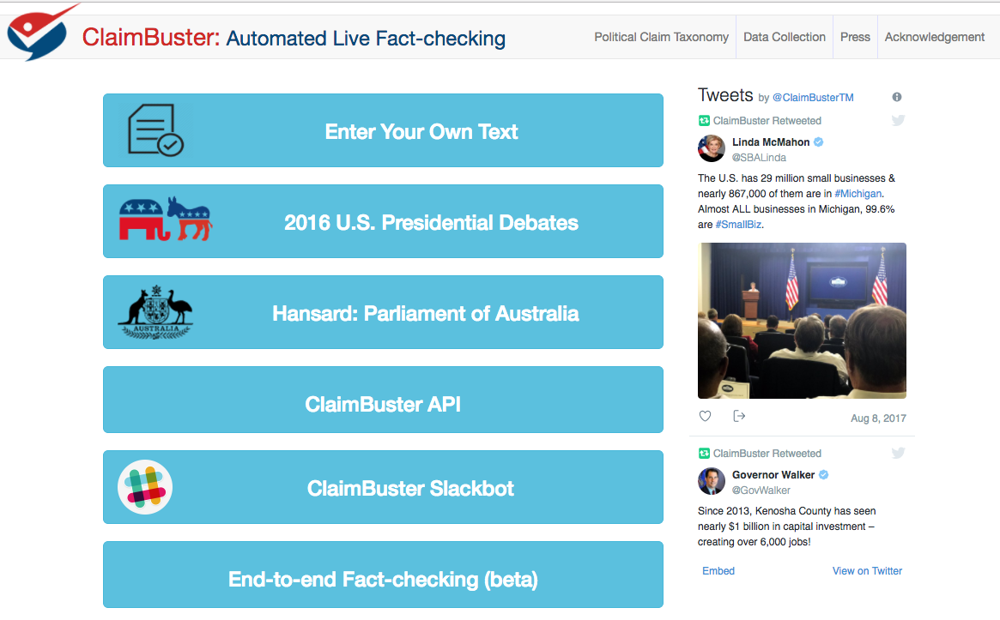 ClaimBuster: Automated Live Fact-checking
Political Claim Taxonomy
Data Collection
Press
Acknowledgement
Enter Your Own Text
2016 U.S. Presidential Debates
AUSTRALIA
Hansard: Parliament of Australia
ClaimBuster API
ClaimBuster Slackbot
End-to-end Fact-checking (beta)
Tweets by @ClaimBusterTM
ClaimBuster Retweeted
Linda McMahon
@SBALinda
The U.S. has 29 million small businesses &
nearly 867,000 of them are in #Michigan.
Almost ALL businesses in Michigan, 99.6%
are #SmallBiz.
Aug 8, 2017
ClaimBuster Retweeted
Governor Walker
@GovWalker
Since 2013, Kenosha County has seen
nearly $1 billion in capital investment –
creating over 6,000 jobs!
Embed
View on Twitter